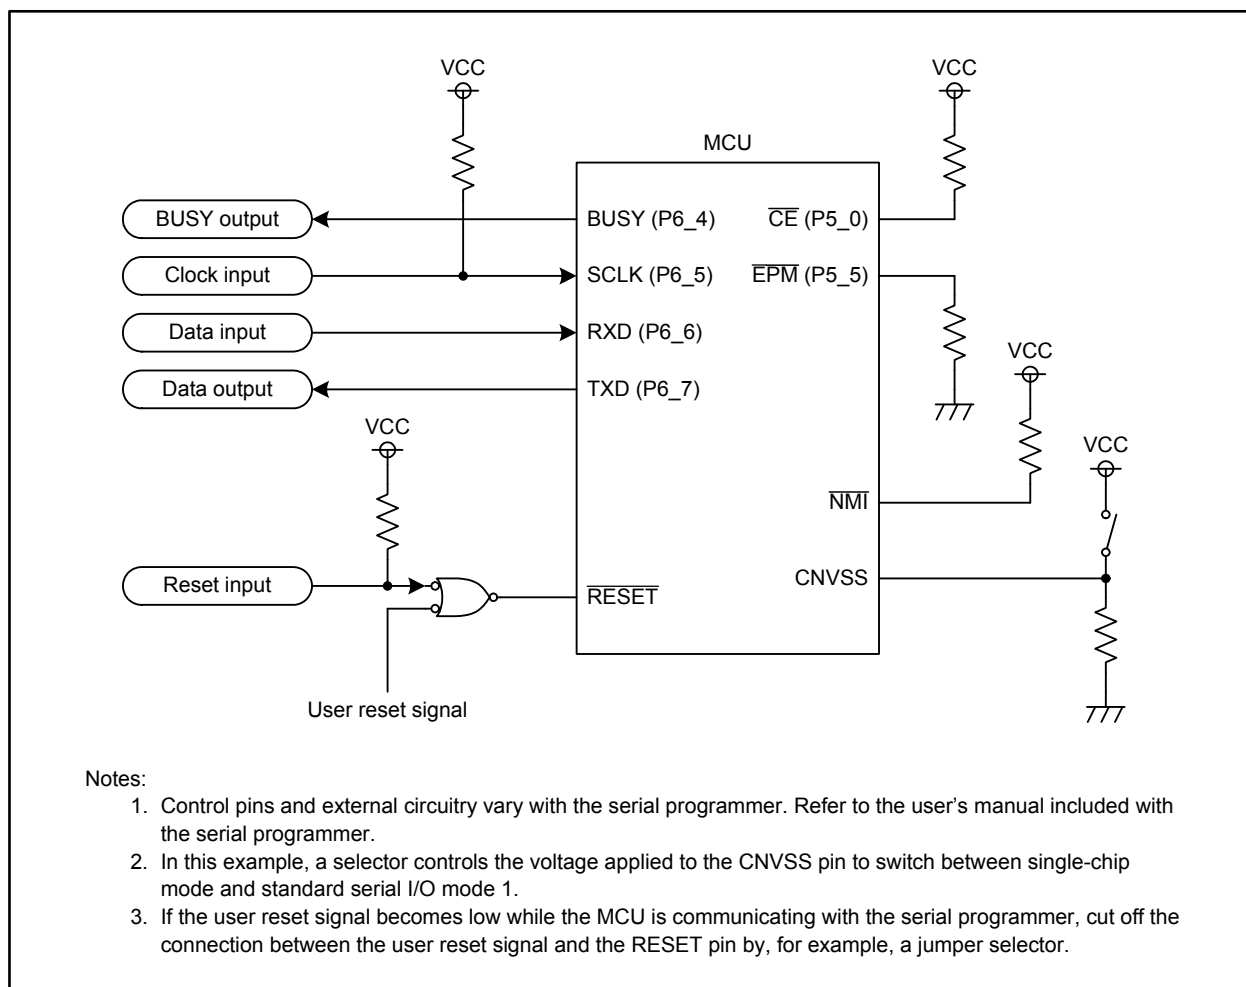 VCC
VCC
MCU
BUSY output
BUSY (P6_4)
CE (P5_0)
Clock input
SCLK (P6_5)
EPM (P5_5)
Data input
RXD (P6_6)
VCC
Data output
TXD (P6_7)
VCC
VCC
NMI
Reset input
CNVSS
RESET
User reset signal
Notes:
1. Control pins and external circuitry vary with the serial programmer. Refer to the user's manual included with
the serial programmer.
2. In this example, a selector controls the voltage applied to the CNVSS pin to switch between single-chip
mode and standard serial I/O mode 1.
3. If the user reset signal becomes low while the MCU is communicating with the serial programmer, cut off the
connection between the user reset signal and the RESET pin by, for example, a jumper selector.